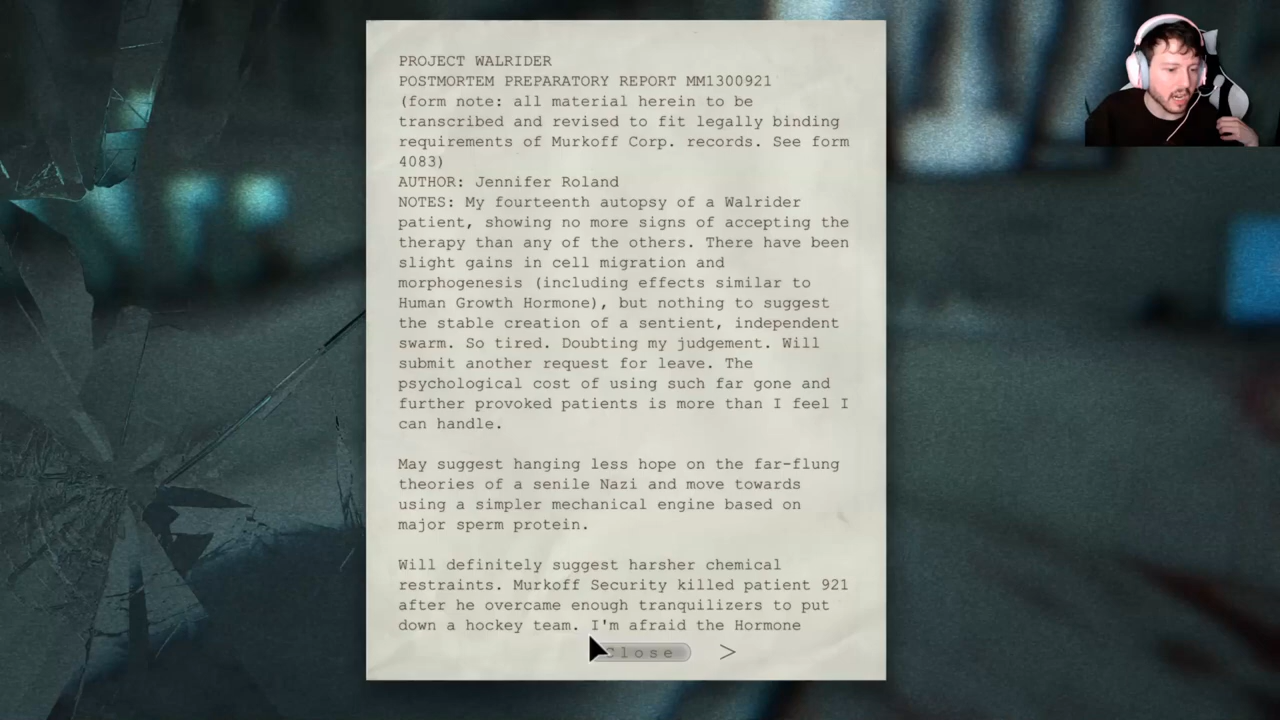 PROJECT WALRIDER
POSTMORTEM PREPARATORY REPORT MM1300921
(form note: all material herein to be
transcribed and revised to fit legally binding
requirements of Murkoff Corp. records. See form
4083)
AUTHOR: Jennifer Roland
NOTES: My fourteenth autopsy of a Walrider
patient, showing no more signs of accepting the
therapy than any of the others. There have been
slight gains in cell migration and
morphogenesis (including effects similar to
Human Growth Hormone), but nothing to suggest
the stable creation of a sentient, independent
swarm. So tired. Doubting my judgement. Will
submit another request for leave. The
psychological cost of using such far gone and
further provoked patients is more than I feel I
can handle.
May suggest hanging less hope on the far-flung
theories of a senile Nazi and move towards
using a simpler mechanical engine based on
major sperm protein.
Will definitely suggest harsher chemical
restraints. Murkoff Security killed patient 921
after he overcame enough tranquilizers to put
down a hockey team. I'm afraid the Hormone
Close >